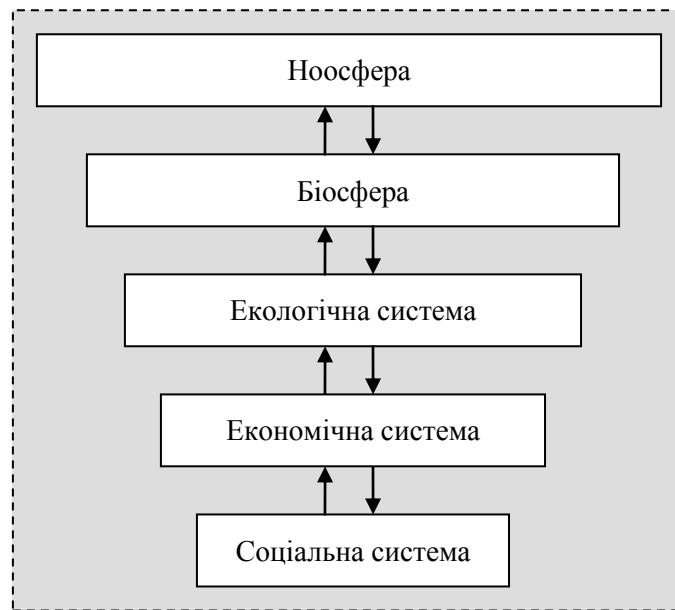 Ноосфера
Біосфера
Екологічна система
Економічна система
Соціальна система